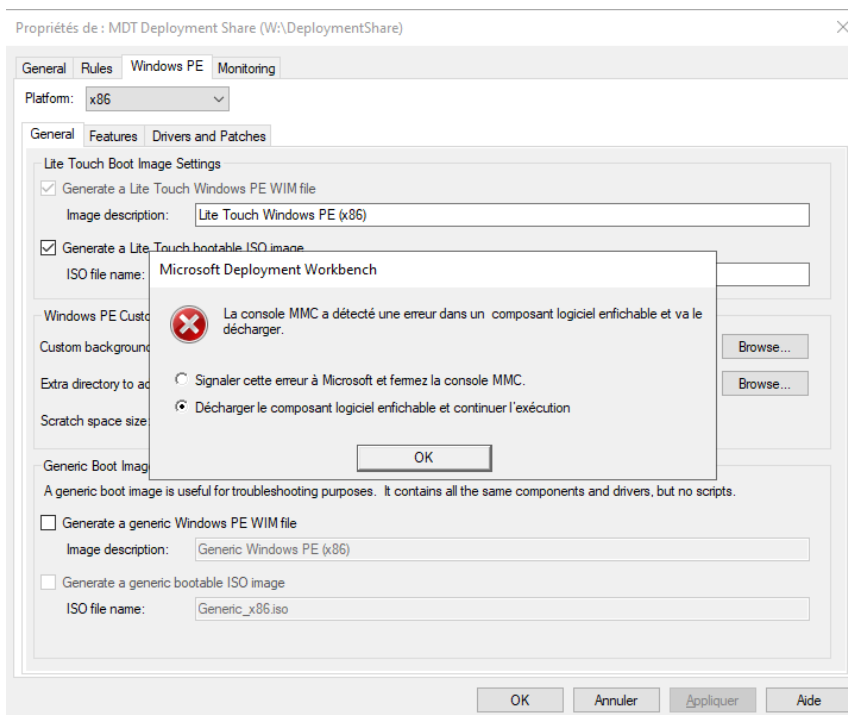 Propriétés de : MDT Deployment Share (W:\DeploymentShare)
General Rules Windows PE Monitoring
Platform: x86
General Features Drivers and Patches
Lite Touch Boot Image Settings
Generate a Lite Touch Windows PE WIM file
Image description: Lite Touch Windows PE (x86)
Generate a Lite Touch bootable ISO image
ISO file name:
Microsoft Deployment Workbench
La console MMC a détecté une erreur dans un composant logiciel enfichable et va le
décharger.
Windows PE Custo
Custom background
Browse...
Extra directory to ad
Signaler cette erreur à Microsoft et fermez la console MMC.
Browse...
Décharger le composant logiciel enfichable et continuer l'exécution
Scratch space size:
OK
Generic Boot Imag
A generic boot image is useful for troubleshooting purposes. It contains all the same components and drivers, but no scripts.
Generate a generic Windows PE WIM file
Image description: Generic Windows PE (x86)
Generate a generic bootable ISO image
ISO file name: Generic_x86.iso
OK Annuler Appliquer Aide